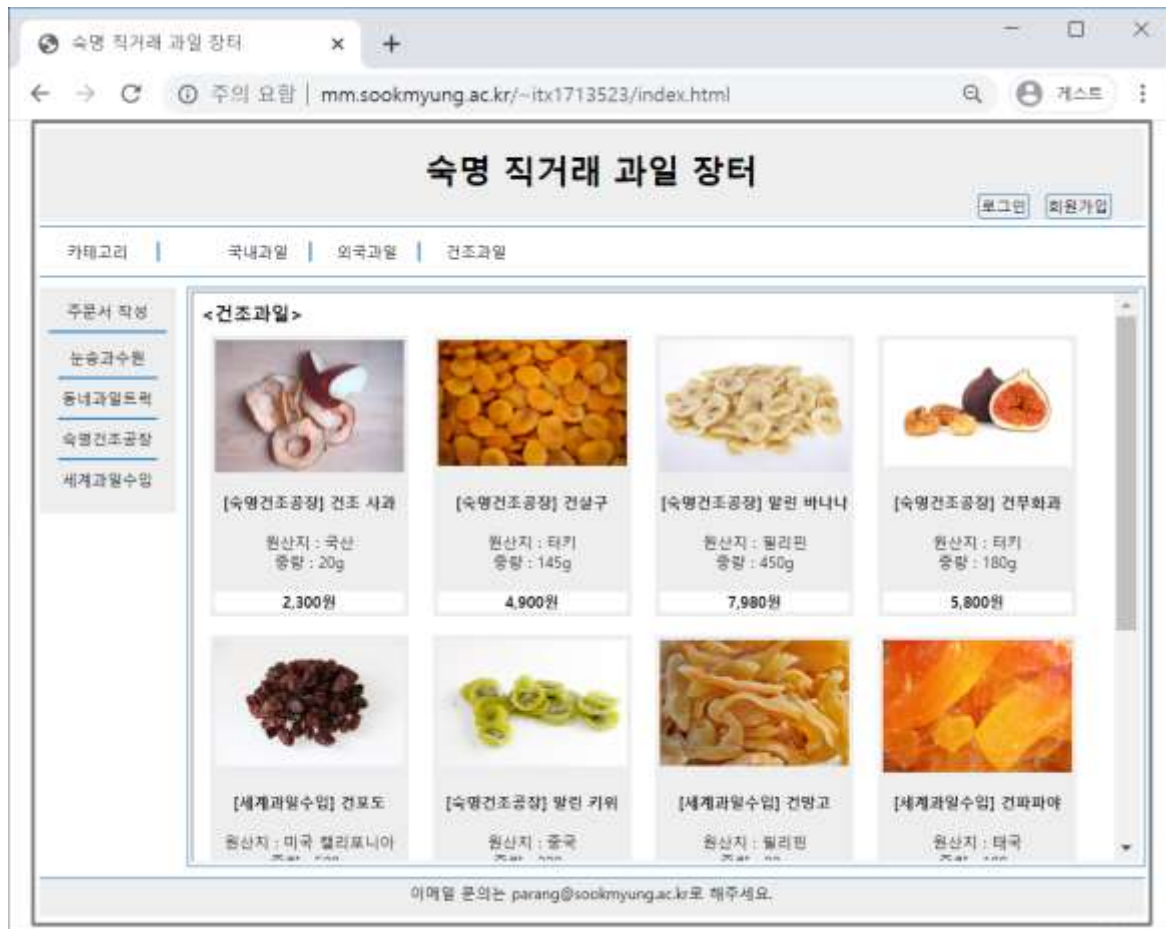 숙명 직거래 과일 장터
주의 요함 mm.sookmyung.ac.kr/~itx1713523/index.html
게스트
숙명 직거래 과일 장터
로그인 회원가입
카테고리 국내과일 외국과일 건조과일
주문서 작성
눈송과수원
동네과일트럭
숙명건조공장
세계과일수입
<건조과일>
[숙명건조공장] 건조 사과 [숙명건조공장] 건살구 [숙명건조공장] 말린 바나나 [숙명건조공장] 건무화과
원산지 : 국산 원산지 : 터키 원산지 : 필리핀 원산지 : 터키
중량 : 20g 중량 : 145g 중량 : 450g 중량 : 180g
2,300원 4,900원 7,980원 5,800원
[세계과일수입] 건포도 [숙명건조공장] 말린 키위 [세계과일수입] 건망고 [세계과일수입] 건파파야
원산지 : 미국 캘리포니아 원산지 : 중국 원산지 : 필리핀 원산지 : 태국
이메일 문의는 parang@sookmyung.ac.kr로 해주세요.